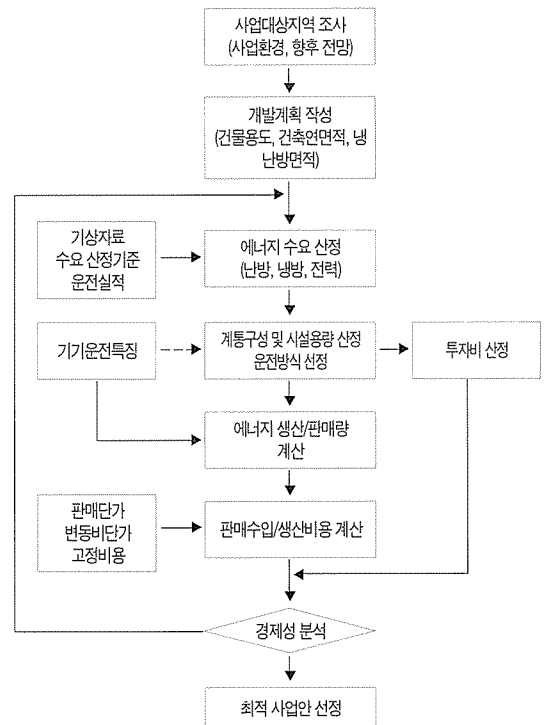 사업대상지역 조사
(사업환경, 향후 전망)
개발계획 작성
(건물용도, 건축연면적, 냉
난방면적)
기상자료
수요 산정기준
운전실적
에너지 수요 산정
(난방, 냉방, 전력)
기기운전특징
계통구성 및 시설용량 산정
운전방식 선정
투자비 산정
에너지 생산/판매량
계산
판매단가
변동비단가
고정비용
판매수입/생산비용 계산
경제성 분석
최적 사업안 선정